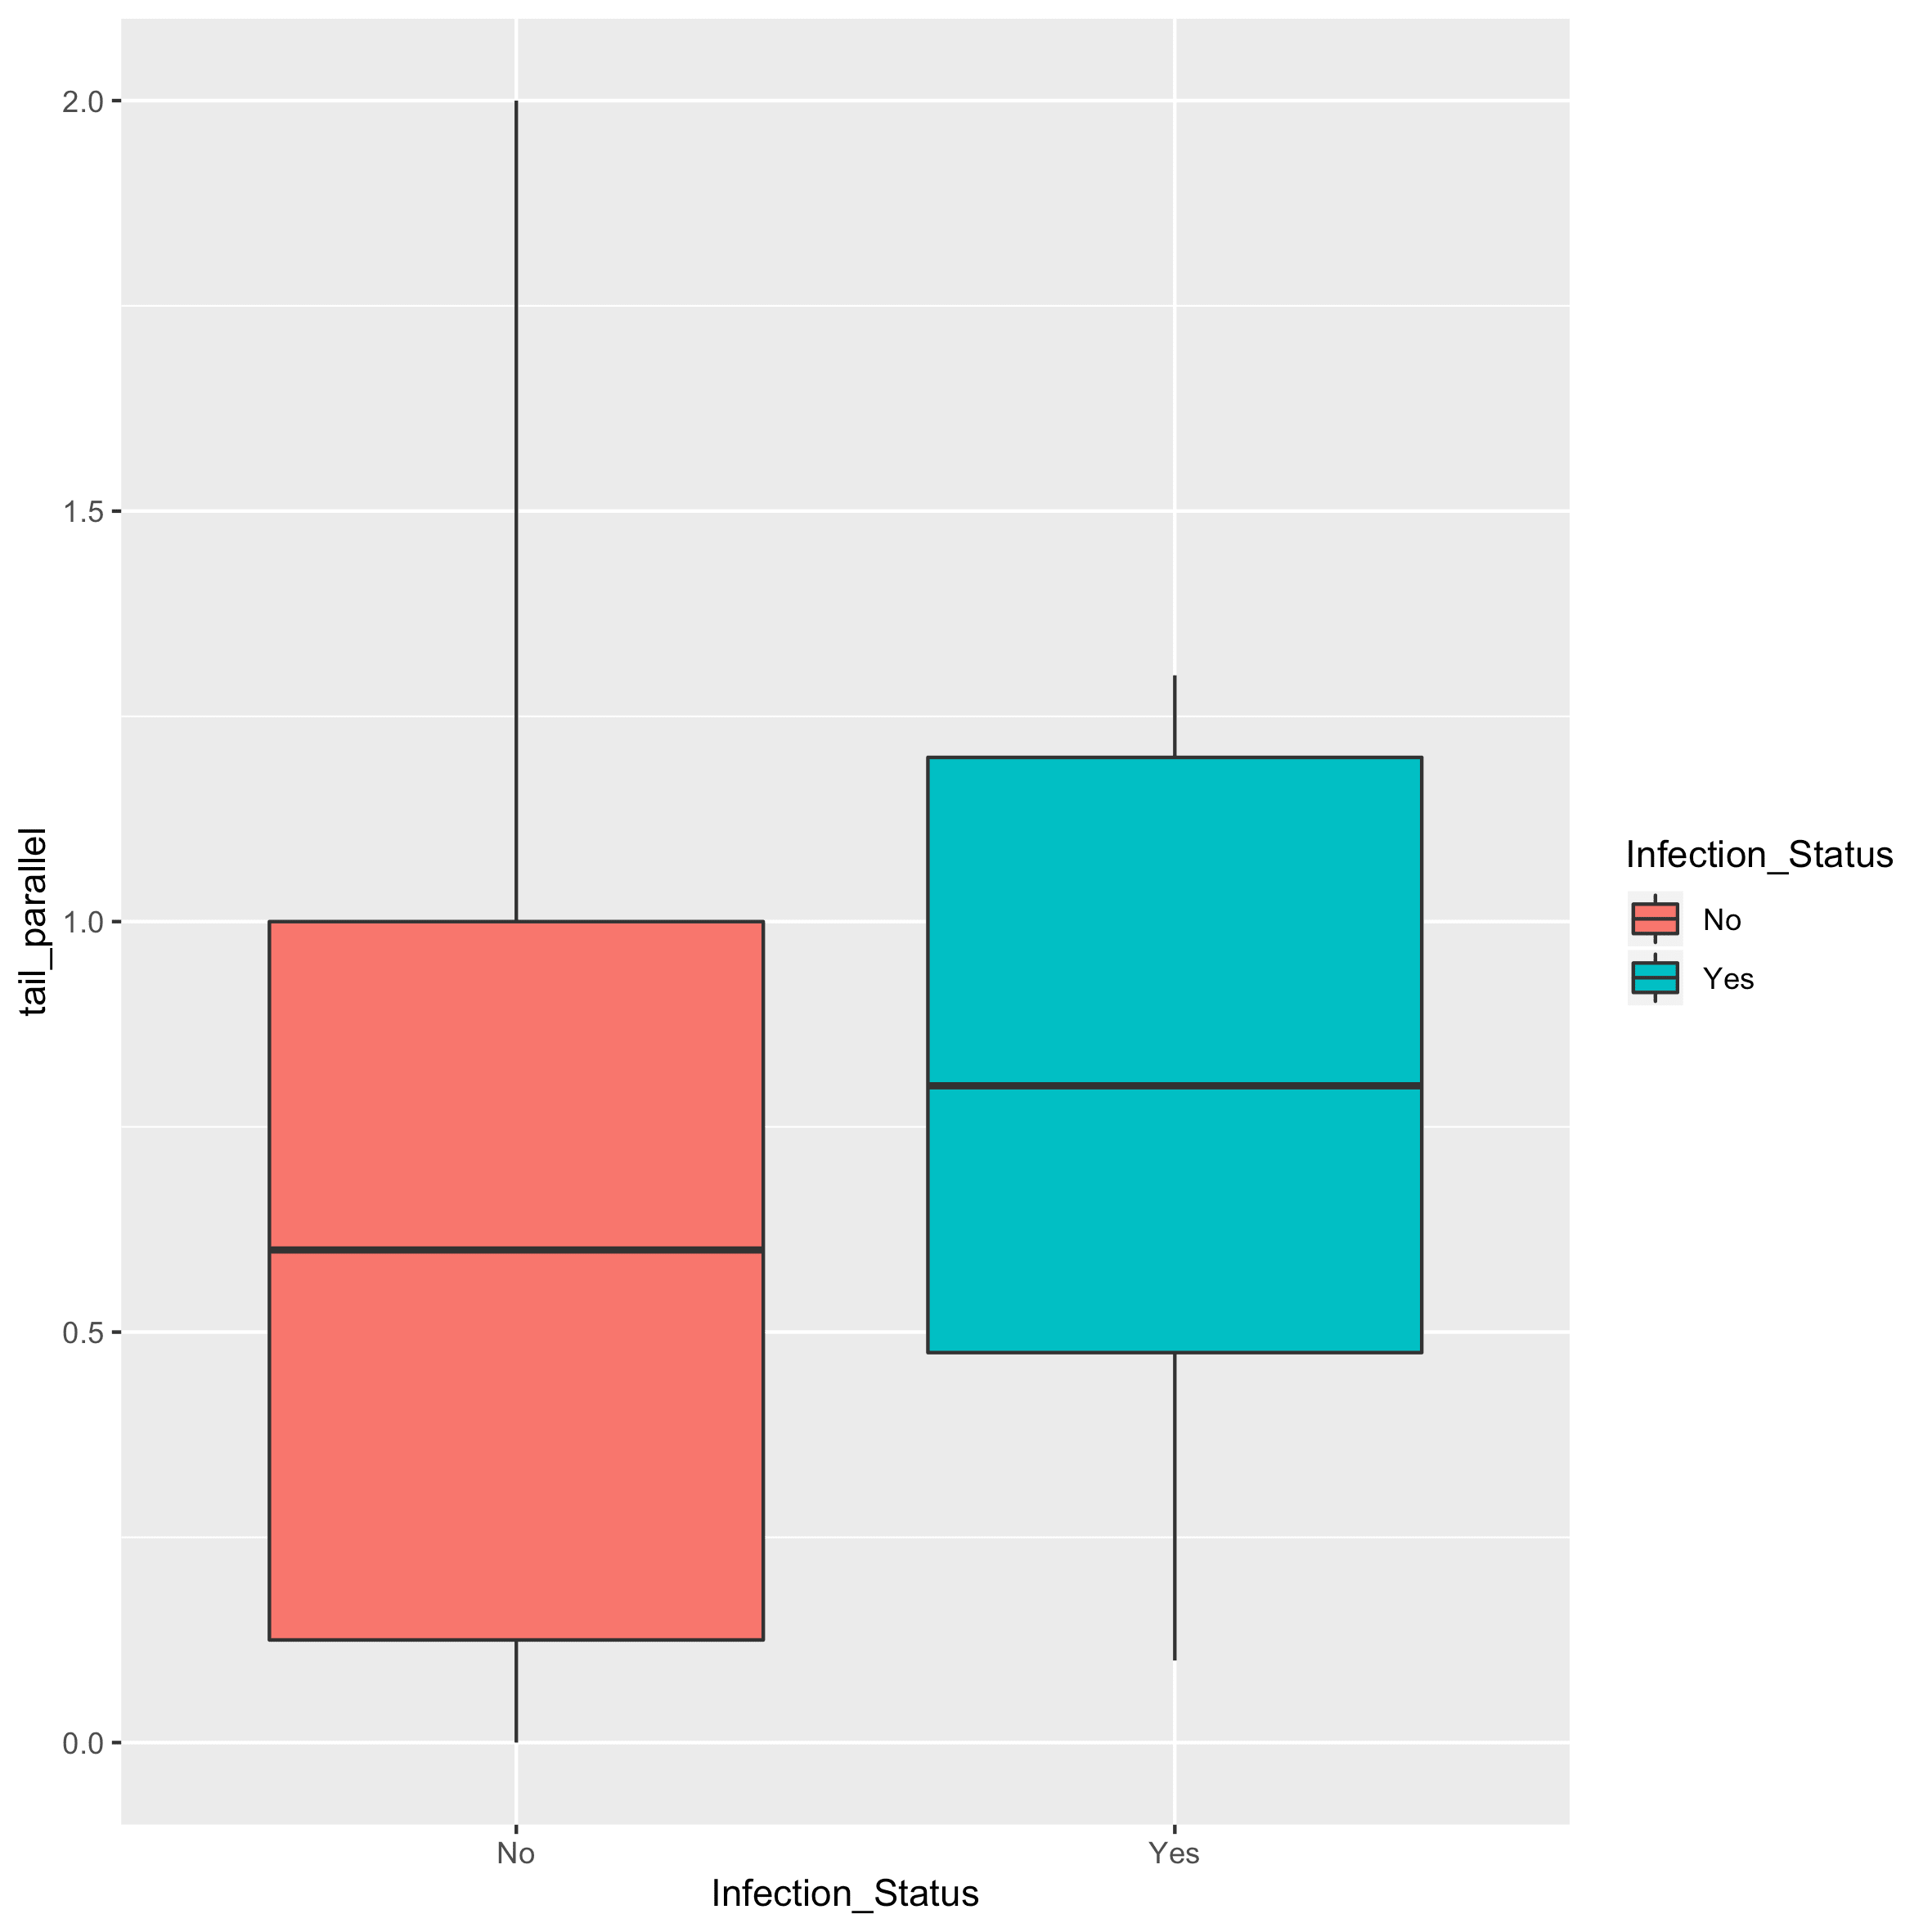 tail_parallel
2.0
1.5
1.0
0.5
0.0
No
Yes
Infection_Status
Infection_Status
No
Yes